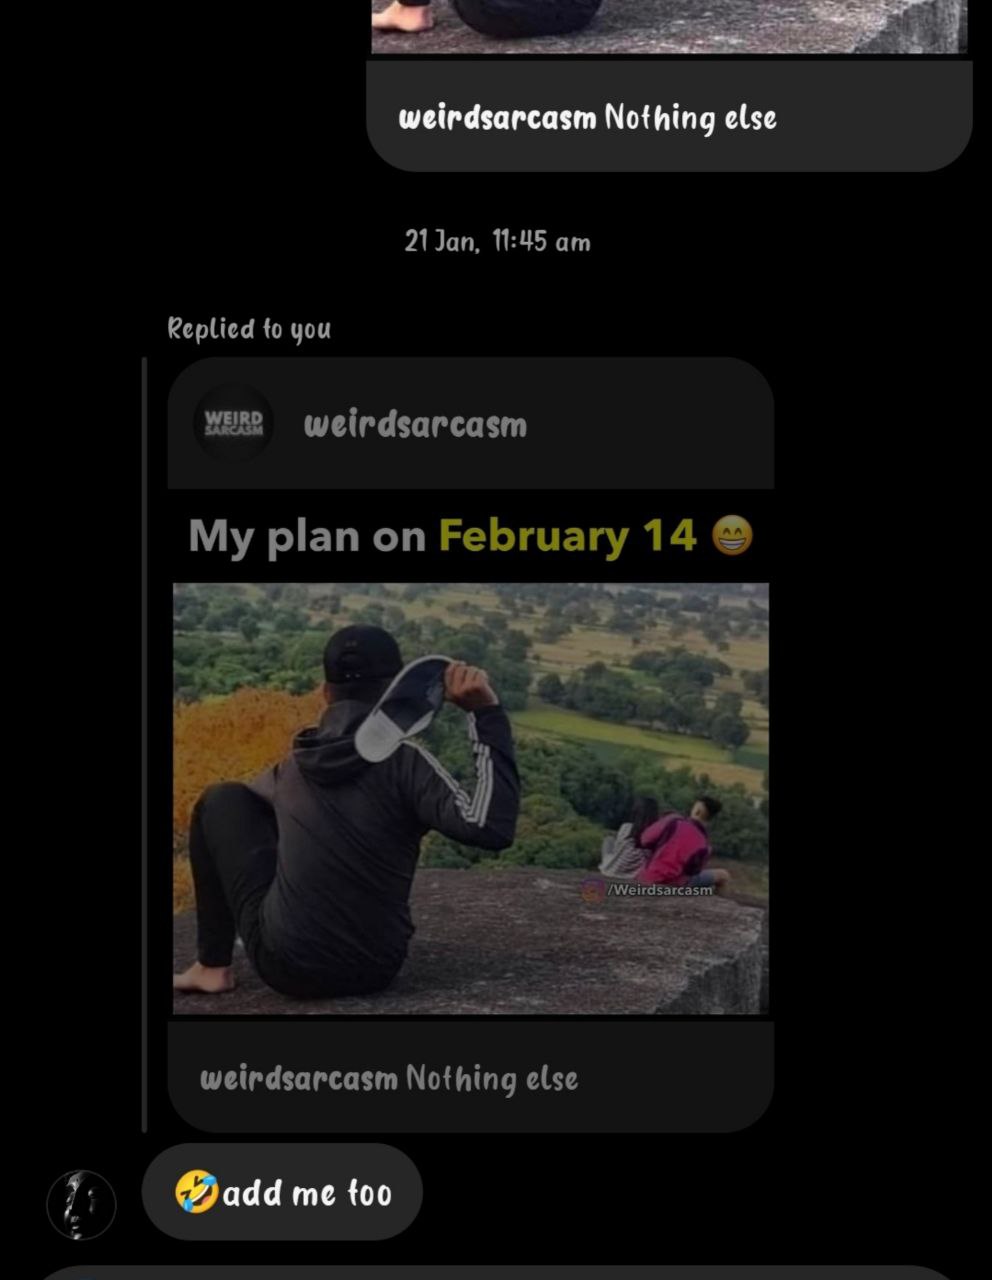 weirdsarcasm Nothing else
21 Jan, 11:45 am
Replied to you
WEIRD
SARCASM
weirdsarcasm
My plan on February 14 😁
/Weirdsarcasm
weirdsarcasm Nothing else
🤣add me too